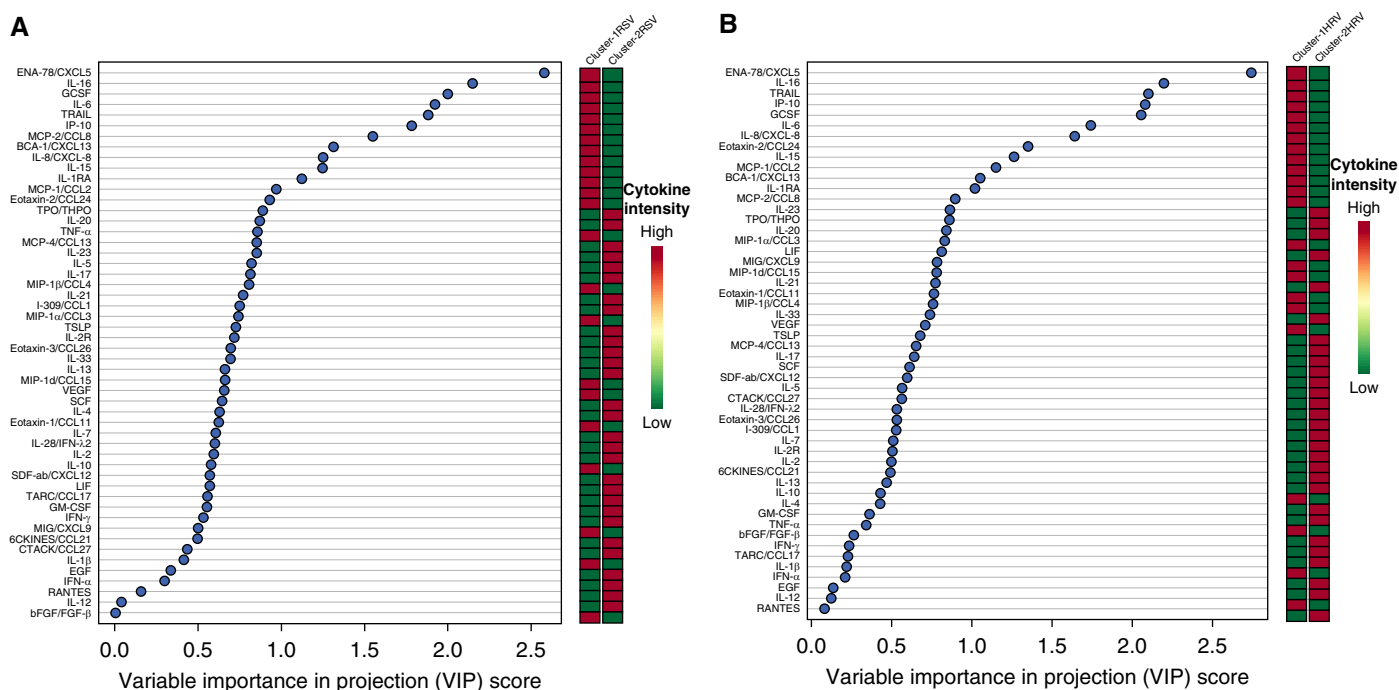 A
Cluster-1RSV
Cluster-2RSV
ENA-78/CXCL5
IL-16
GCSF
IL-6
TRAIL
IP-10
MCP-2/CCL8
BCA-1/CXCL13
IL-8/CXCL-8
IL-15
IL-1RA
MCP-1/CCL2
Eotaxin-2/CCL24
TPO/THPO
IL-20
TNF-α
MCP-4/CCL13
IL-23
IL-5
IL-17
MIP-1β/CCL4
IL-21
I-309/CCL1
MIP-1α/CCL3
TSLP
IL-2R
Eotaxin-3/CCL26
IL-33
IL-13
MIP-1d/CCL15
VEGF
SCF
IL-4
Eotaxin-1/CCL11
IL-7
IL-28/IFN-λ2
IL-2
IL-10
SDF-ab/CXCL12
LIF
TARC/CCL17
GM-CSF
IFN-γ
MIG/CXCL9
6CKINES/CCL21
CTACK/CCL27
IL-1β
EGF
IFN-α
RANTES
IL-12
bFGF/FGF-β
0.0 0.5 1.0 1.5 2.0 2.5
Variable importance in projection (VIP) score
Cytokine
intensity
High
Low
B
Cluster-1HRV
Cluster-2HRV
ENA-78/CXCL5
IL-16
TRAIL
IP-10
GCSF
IL-6
IL-8/CXCL-8
Eotaxin-2/CCL24
IL-15
MCP-1/CCL2
BCA-1/CXCL13
IL-1RA
MCP-2/CCL8
IL-23
TPO/THPO
IL-20
MIP-1α/CCL3
LIF
MIG/CXCL9
MIP-1d/CCL15
IL-21
Eotaxin-1/CCL11
MIP-1β/CCL4
IL-33
VEGF
TSLP
MCP-4/CCL13
IL-17
SCF
SDF-ab/CXCL12
IL-5
CTACK/CCL27
IL-28/IFN-λ2
Eotaxin-3/CCL26
I-309/CCL1
IL-7
IL-2R
IL-2
6CKINES/CCL21
IL-13
IL-10
IL-4
GM-CSF
TNF-α
bFGF/FGF-β
IFN-γ
TARC/CCL17
IL-1β
IFN-α
EGF
IL-12
RANTES
0.0 0.5 1.0 1.5 2.0 2.5
Variable importance in projection (VIP) score
Cytokine
intensity
High
Low